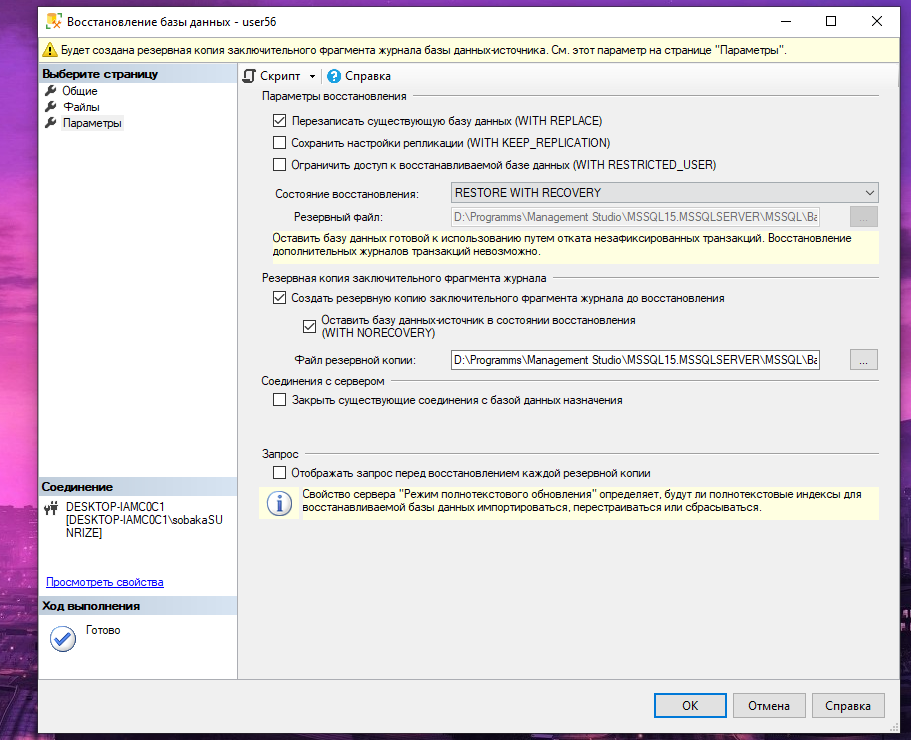 Восстановление базы данных - user56
Будет создана резервная копия заключительного фрагмента журнала базы данных-источника. См. этот параметр на странице "Параметры".
Выберите страницу
Общие
Файлы
Параметры
Скрипт
Справка
Параметры восстановления
Перезаписать существующую базу данных (WITH REPLACE)
Сохранить настройки репликации (WITH KEEP_REPLICATION)
Ограничить доступ к восстанавливаемой базе данных (WITH RESTRICTED_USER)
Состояние восстановления:
RESTORE WITH RECOVERY
Резервный файл:
D:\Programms\Management Studio\MSSQL15.MSSQLSERVER\MSSQL\Ba
...
Оставить базу данных готовой к использованию путем отката незафиксированных транзакций. Восстановление
дополнительных журналов транзакций невозможно.
Резервная копия заключительного фрагмента журнала
Создать резервную копию заключительного фрагмента журнала до восстановления
Оставить базу данных-источник в состоянии восстановления
(WITH NORECOVERY)
Файл резервной копии:
D:\Programms\Management Studio\MSSQL15.MSSQLSERVER\MSSQL\Ba
...
Соединения с сервером
Закрыть существующие соединения с базой данных назначения
Запрос
Отображать запрос перед восстановлением каждой резервной копии
Свойство сервера "Режим полнотекстового обновления" определяет, будут ли полнотекстовые индексы для
восстанавливаемой базы данных импортироваться, перестраиваться или сбрасываться.
Соединение
DESKTOP-IAMC0C1
[DESKTOP-IAMC0C1\sobakaSU
NRIZE]
Просмотреть свойства
Ход выполнения
Готово
ОК
Отмена
Справка